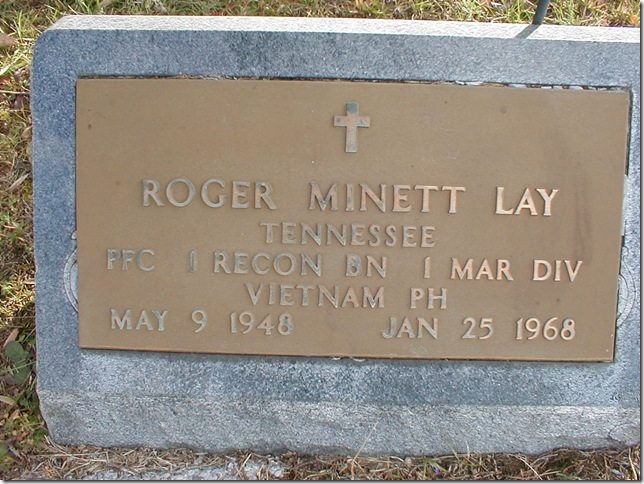 ROGER MINETT LAY
TENNESSEE
PFC 1 RECON BN 1 MAR DIV
VIETNAM PH
MAY 9 1948 JAN 25 1968